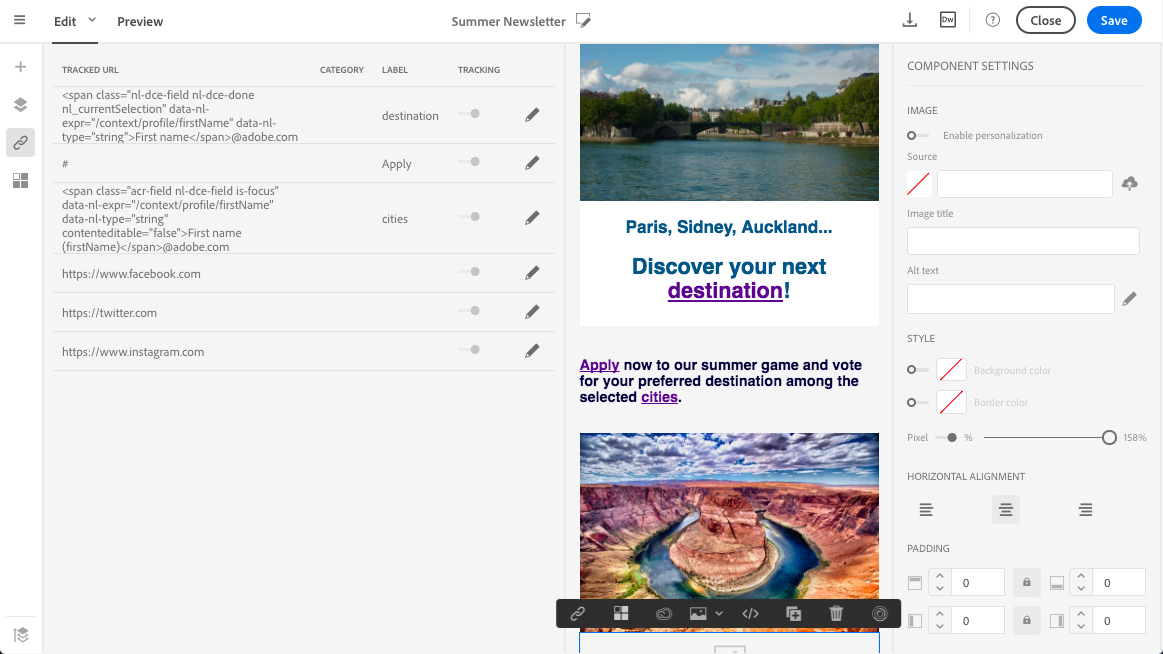 Edit
Preview
Summer Newsletter
Dw
?
Close
Save
TRACKED URL
CATEGORY
LABEL
TRACKING
<span class="nl-dce-field nl-dce-done
nl_currentSelection" data-nl-
expr="/context/profile/firstName" data-nl-
type="string">First name</span>@adobe.com
destination
#
Apply
<span class="acr-field nl-dce-field is-focus"
data-nl-expr="/context/profile/firstName"
data-nl-type="string"
contenteditable="false">First name
(firstName)</span>@adobe.com
cities
https://www.facebook.com
https://twitter.com
https://www.instagram.com
Paris, Sidney, Auckland...
Discover your next
destination!
Apply now to our summer game and vote
for your preferred destination among the
selected cities.
COMPONENT SETTINGS
IMAGE
Enable personalization
Source
Image title
Alt text
STYLE
Background color
Border color
Pixel
%
158%
HORIZONTAL ALIGNMENT
PADDING
0
0
0
0